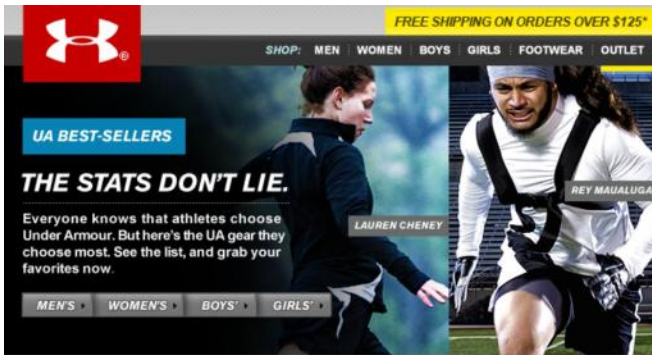 FREE SHIPPING ON ORDERS OVER $125*
SHOP: MEN WOMEN BOYS GIRLS FOOTWEAR OUTLET
UA BEST-SELLERS
THE STATS DON'T LIE.
Everyone knows that athletes choose
Under Armour. But here's the UA gear they
choose most. See the list, and grab your
favorites now.
MEN'S WOMEN'S BOYS' GIRLS'
LAUREN CHENEY
REY MAUALUGA